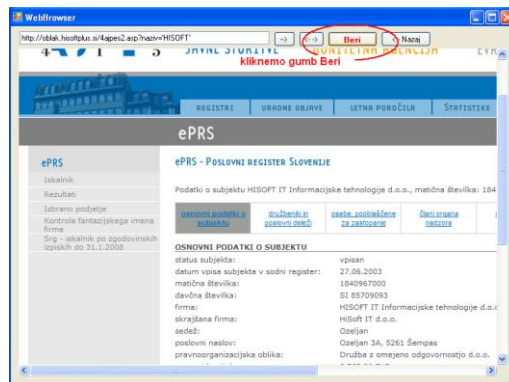 WebBrowser
http://oblak.hisoftplus.si/4ajpes2.asp?naziv='HISOFT'
->
<->
Beri
< Nazaj
kliknemo gumb Beri
REGISTRI
URADNE OBJAVE
LETNA POROČILA
STATISTIKE
ePRS
ePRS
Iskalnik
Rezultati
Izbrano podjetje
Kontrola fantazijskega imena
firme
Srg - iskalnik po zgodovinskih
izpiskih do 31.1.2008
ePRS - POSLOVNI REGISTER SLOVENIJE
Podatki o subjektu HISOFT IT Informacijske tehnologije d.o.o., matična številka: 184
osnovni podatki o
subjektu
družbeniki in
poslovni deleži
osebe, pooblaščene
za zastopanje
člani organa
nadzora
OSNOVNI PODATKI O SUBJEKTU
status subjekta: vpisan
datum vpisa subjekta v sodni register: 27.06.2003
matična številka: 1840967000
davčna številka: SI 85709093
firma: HISOFT IT Informacijske tehnologije d.o.
skrajšana firma: HiSoft IT d.o.o.
sedež: Ozeljan
poslovni naslov: Ozeljan 3A, 5261 Šempas
pravnoorganizacijska oblika: Družba z omejeno odgovornostjo d.o.o.